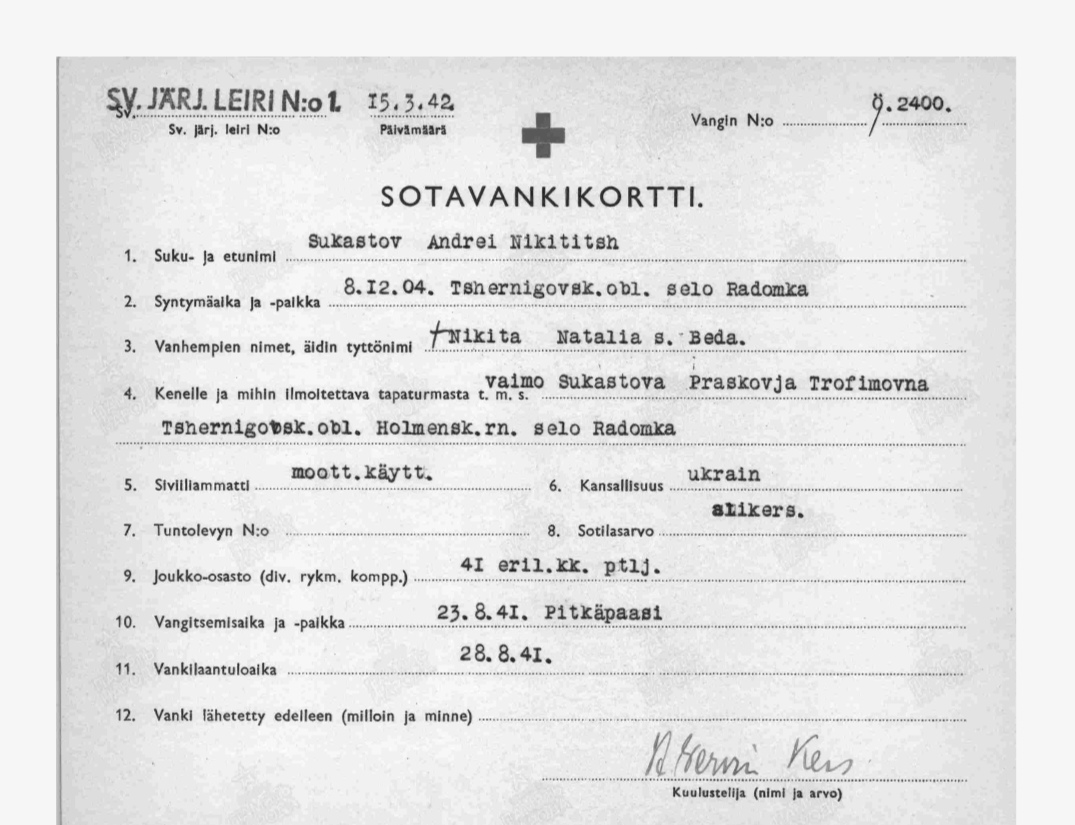 SV. JÄRJ. LEIRI N:o 1. 15.3.42.
Sv. järj. leiri N:o Päivämäärä
Vangin N:o Ÿ.2400.
SOTAVANKIKORTTI.
1. Suku- ja etunimi Sukastov Andrei Nikititsh
2. Syntymäaika ja -paikka 8.I2.04. Tshernigovsk.obl. selo Radomka
3. Vanhempien nimet, äidin tyttönimi †Nikita Natalia s. Beda.
4. Kenelle ja mihin ilmoitettava tapaturmasta t. m. s. vaimo Sukastova Praskovja Trofimovna
Tshernigovsk.obl. Holmensk.rn. selo Radomka
5. Siviiliammatti moott.käytt. 6. Kansallisuus ukrain
7. Tuntolevyn N:o 8. Sotilasarvo alikers.
9. Joukko-osasto (div. rykm. kompp.) 4I eril.kk. ptlj.
10. Vangitsemisaika ja -paikka 23.8.4I. Pitkäpaasi
11. Vankilaantuloaika 28.8.4I.
12. Vanki lähetetty edelleen (milloin ja minne)
Kuulustelija (nimi ja arvo)